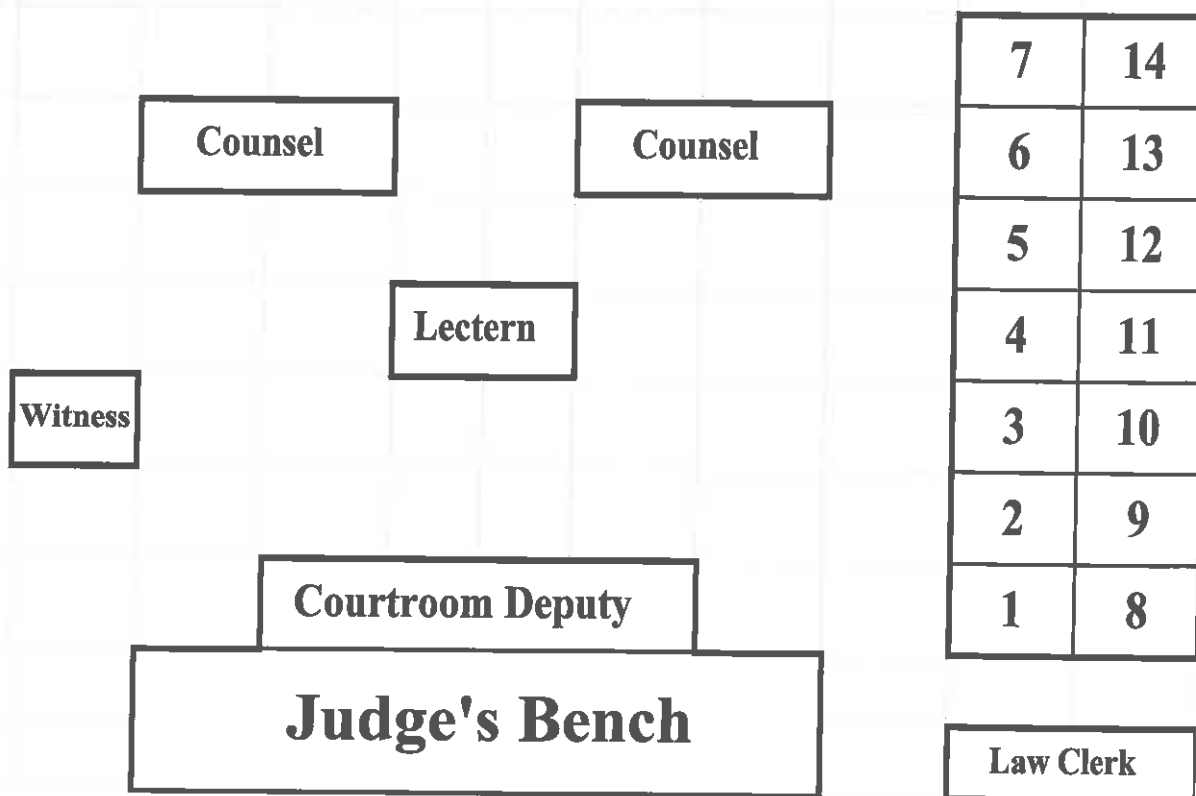 7 14
Counsel Counsel 6 13
5 12
Lectern 4 11
Witness 3 10
2 9
Courtroom Deputy 1 8
Judge's Bench
Law Clerk